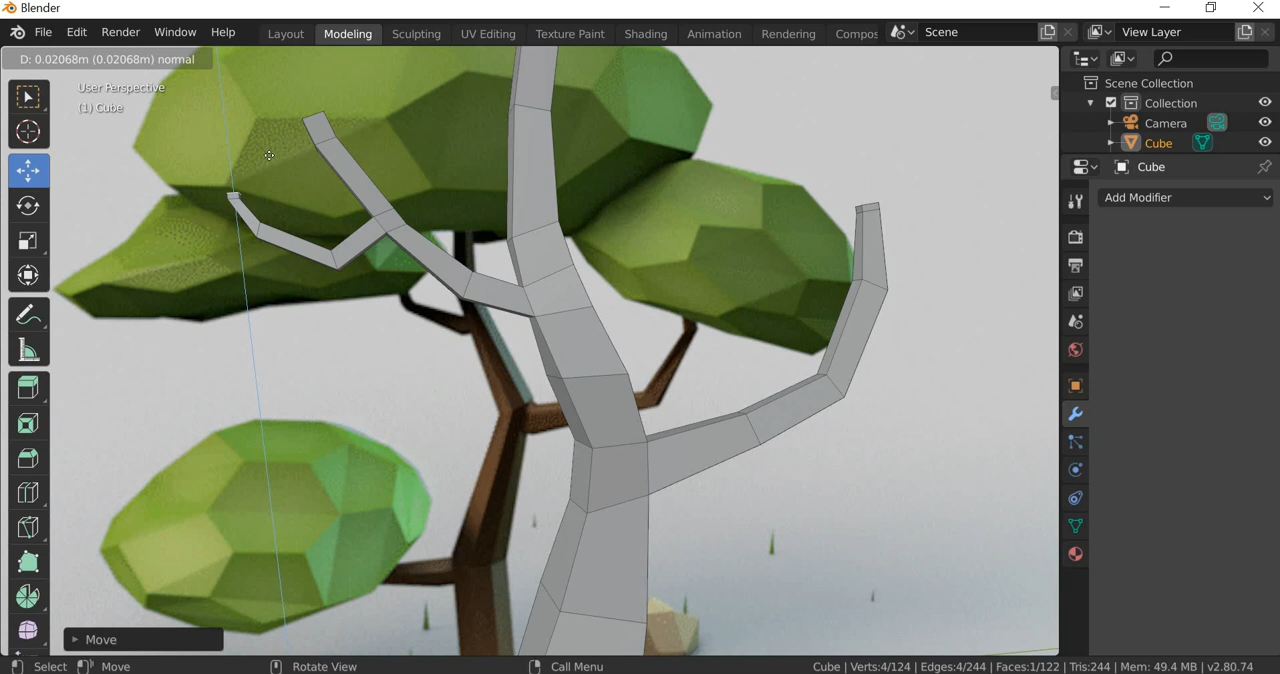 Blender
File Edit Render Window Help Layout Modeling Sculpting UV Editing Texture Paint Shading Animation Rendering Compos Scene View Layer
D: 0.02068m (0.02068m) normal
User Perspective
(1) Cube
Scene Collection
Collection
Camera
Cube
Cube
Add Modifier
Move
Select Move Rotate View Call Menu Cube | Verts:4/124 | Edges:4/244 | Faces:1/122 | Tris:244 | Mem: 49.4 MB | v2.80.74